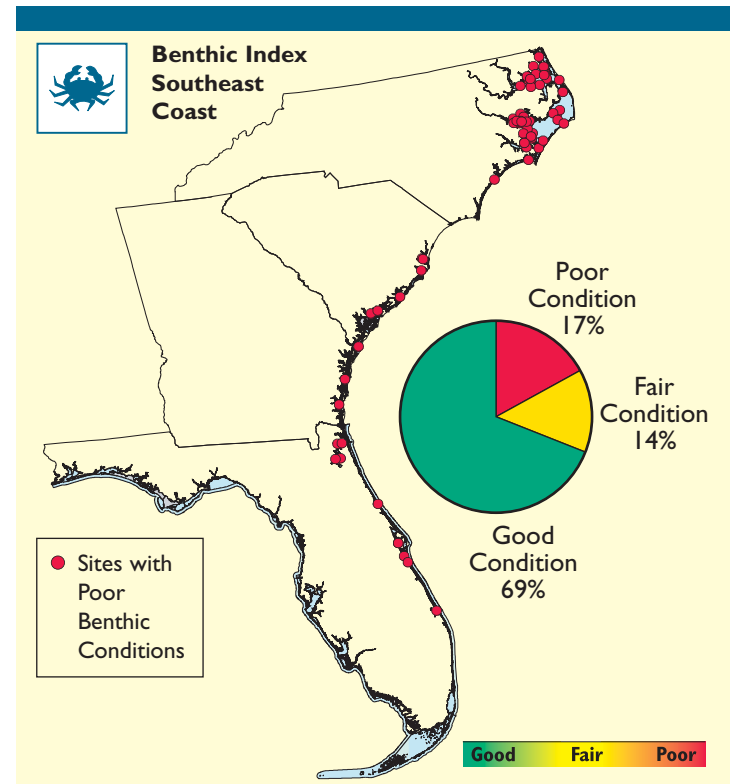 Benthic Index
Southeast
Coast
Poor
Condition
17%
Fair
Condition
14%
Good
Condition
69%
Sites with
Poor
Benthic
Conditions
Good Fair Poor